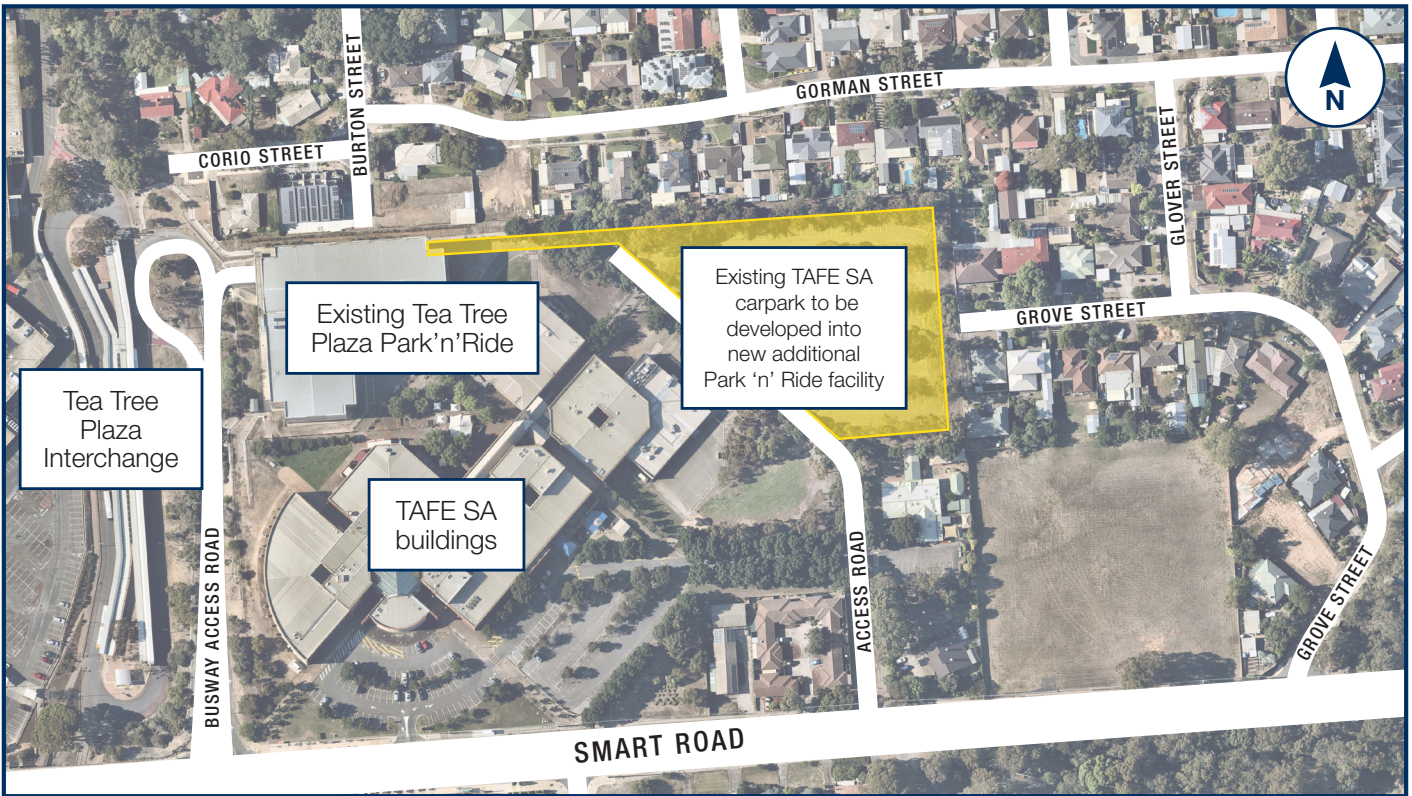 GORMAN STREET
N
BURTON STREET
CORIO STREET
GLOVER STREET
Existing Tea Tree
Plaza Park’n’Ride
Existing TAFE SA
carpark to be
developed into
new additional
Park ‘n’ Ride facility
GROVE STREET
Tea Tree
Plaza
Interchange
TAFE SA
buildings
BUSWAY ACCESS ROAD
ACCESS ROAD
GROVE STREET
SMART ROAD